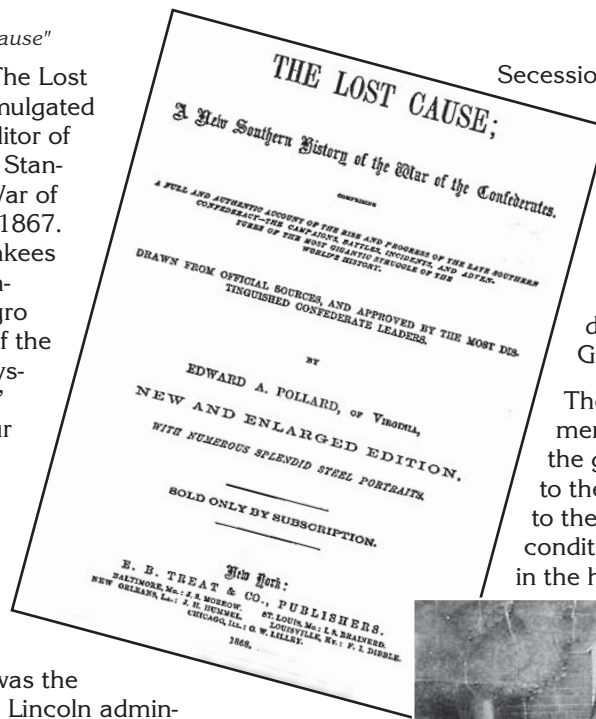 ause"
The Lost
mulgated
ditor of
Stan-
War of
1867.
nkees
n-
gro
f the
ys-
"
ur
was the
Lincoln admin-
THE LOST CAUSE;
A New Southern History of the War of the Confederates.
COMPRISING
A FULL AND AUTHENTIC ACCOUNT OF THE RISE AND PROGRESS OF THE LATE SOUTHERN
CONFEDERACY—THE CAMPAIGNS, BATTLES, INCIDENTS, AND ADVEN-
TURES OF THE MOST GIGANTIC STRUGGLE OF THE
WORLD'S HISTORY.
DRAWN FROM OFFICIAL SOURCES, AND APPROVED BY THE MOST DIS-
TINGUISHED CONFEDERATE LEADERS.
BY
EDWARD A. POLLARD, OF VIRGINIA,
NEW AND ENLARGED EDITION.
WITH NUMEROUS SPLENDID STEEL PORTRAITS.
SOLD ONLY BY SUBSCRIPTION.
New York:
E. B. TREAT & CO., PUBLISHERS.
BALTIMORE, MD.: J. S. MORROW. ST. LOUIS, MO.: I. S. BRAINERD.
NEW ORLEANS, LA.: J. H. HUMMEL. LOUISVILLE, KY.: F. I. DIBBLE.
CHICAGO, ILL.: O. W. LILLEY.
1868.
Secessio
d
G
The
mer
the g
to the
to the
condit
in the h